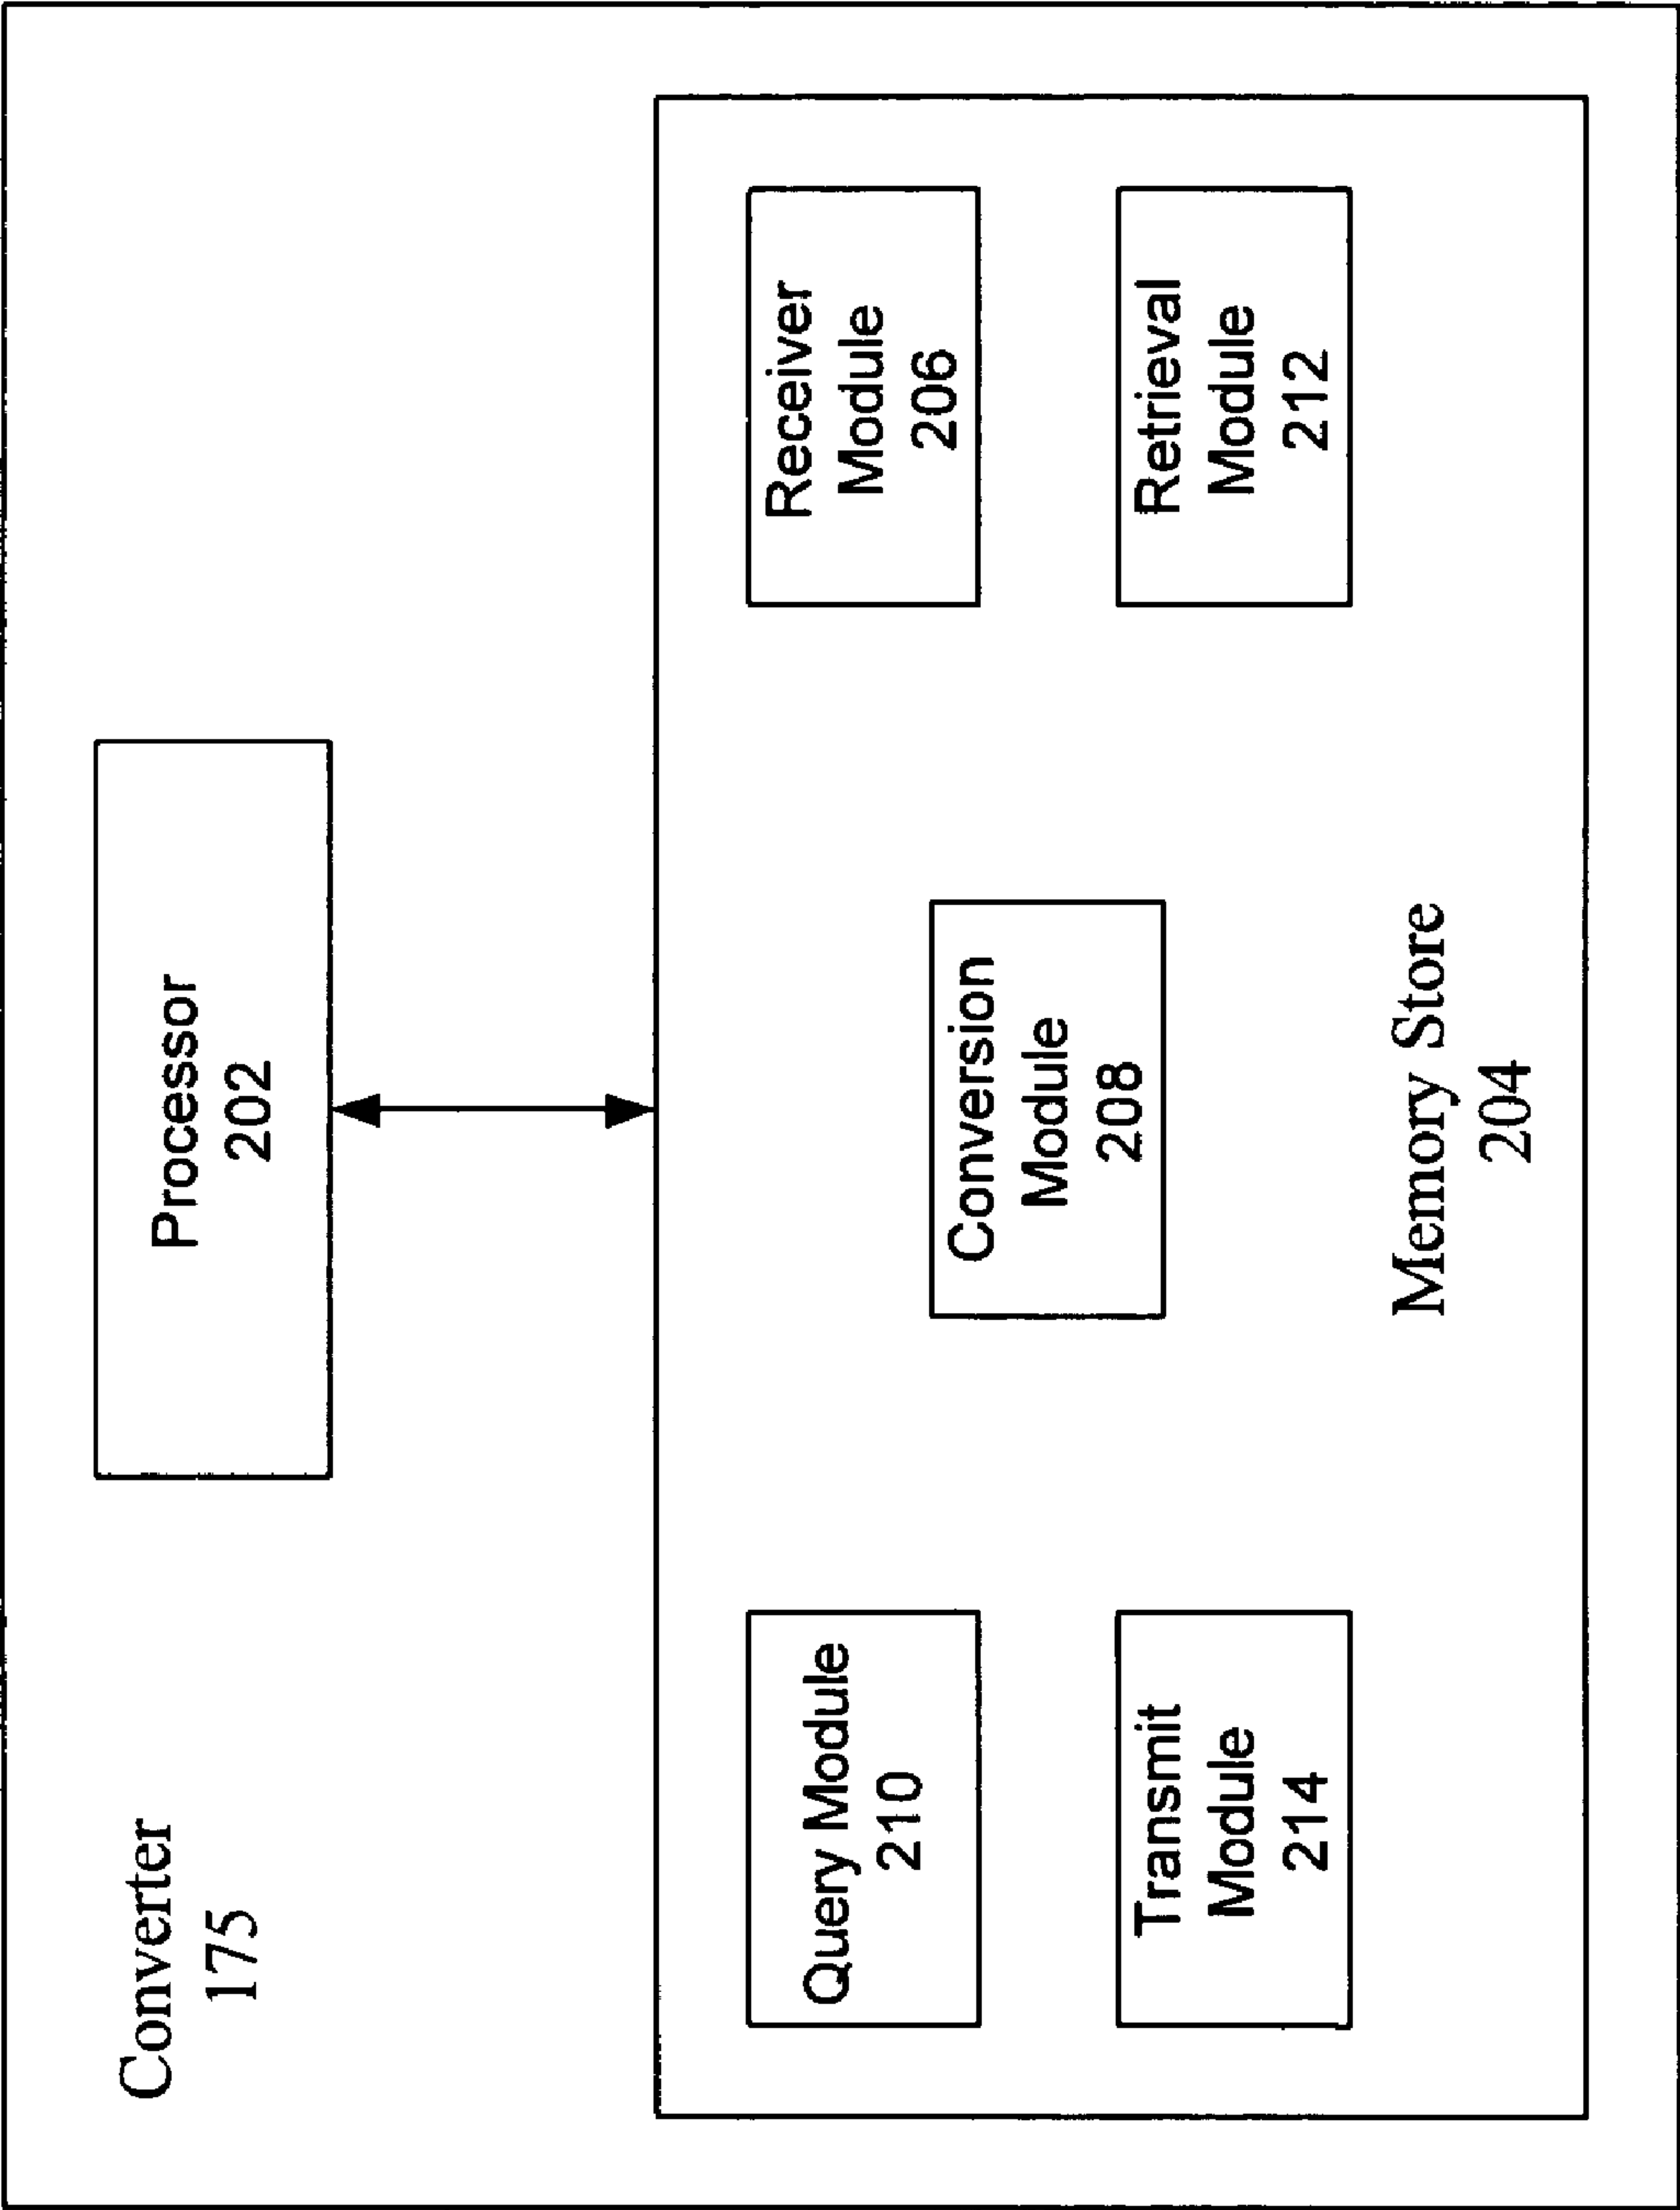 Converter
175
Processor
202
Query Module
210
Receiver
Module
206
Conversion
Module
208
Transmit
Module
214
Retrieval
Module
212
Memory Store
204